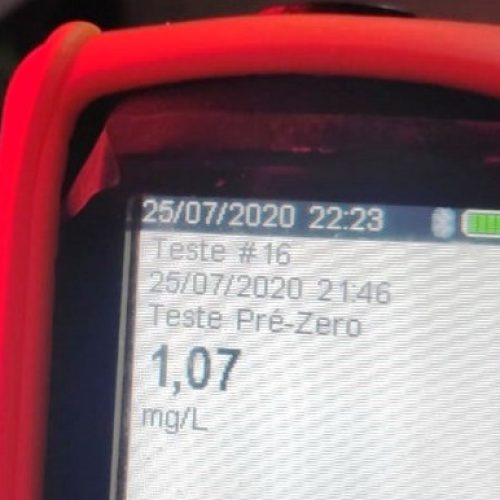 25/07/2020 22:23
Teste #16
25/07/2020 21:46
Teste Pré-Zero
1,07
mg/L